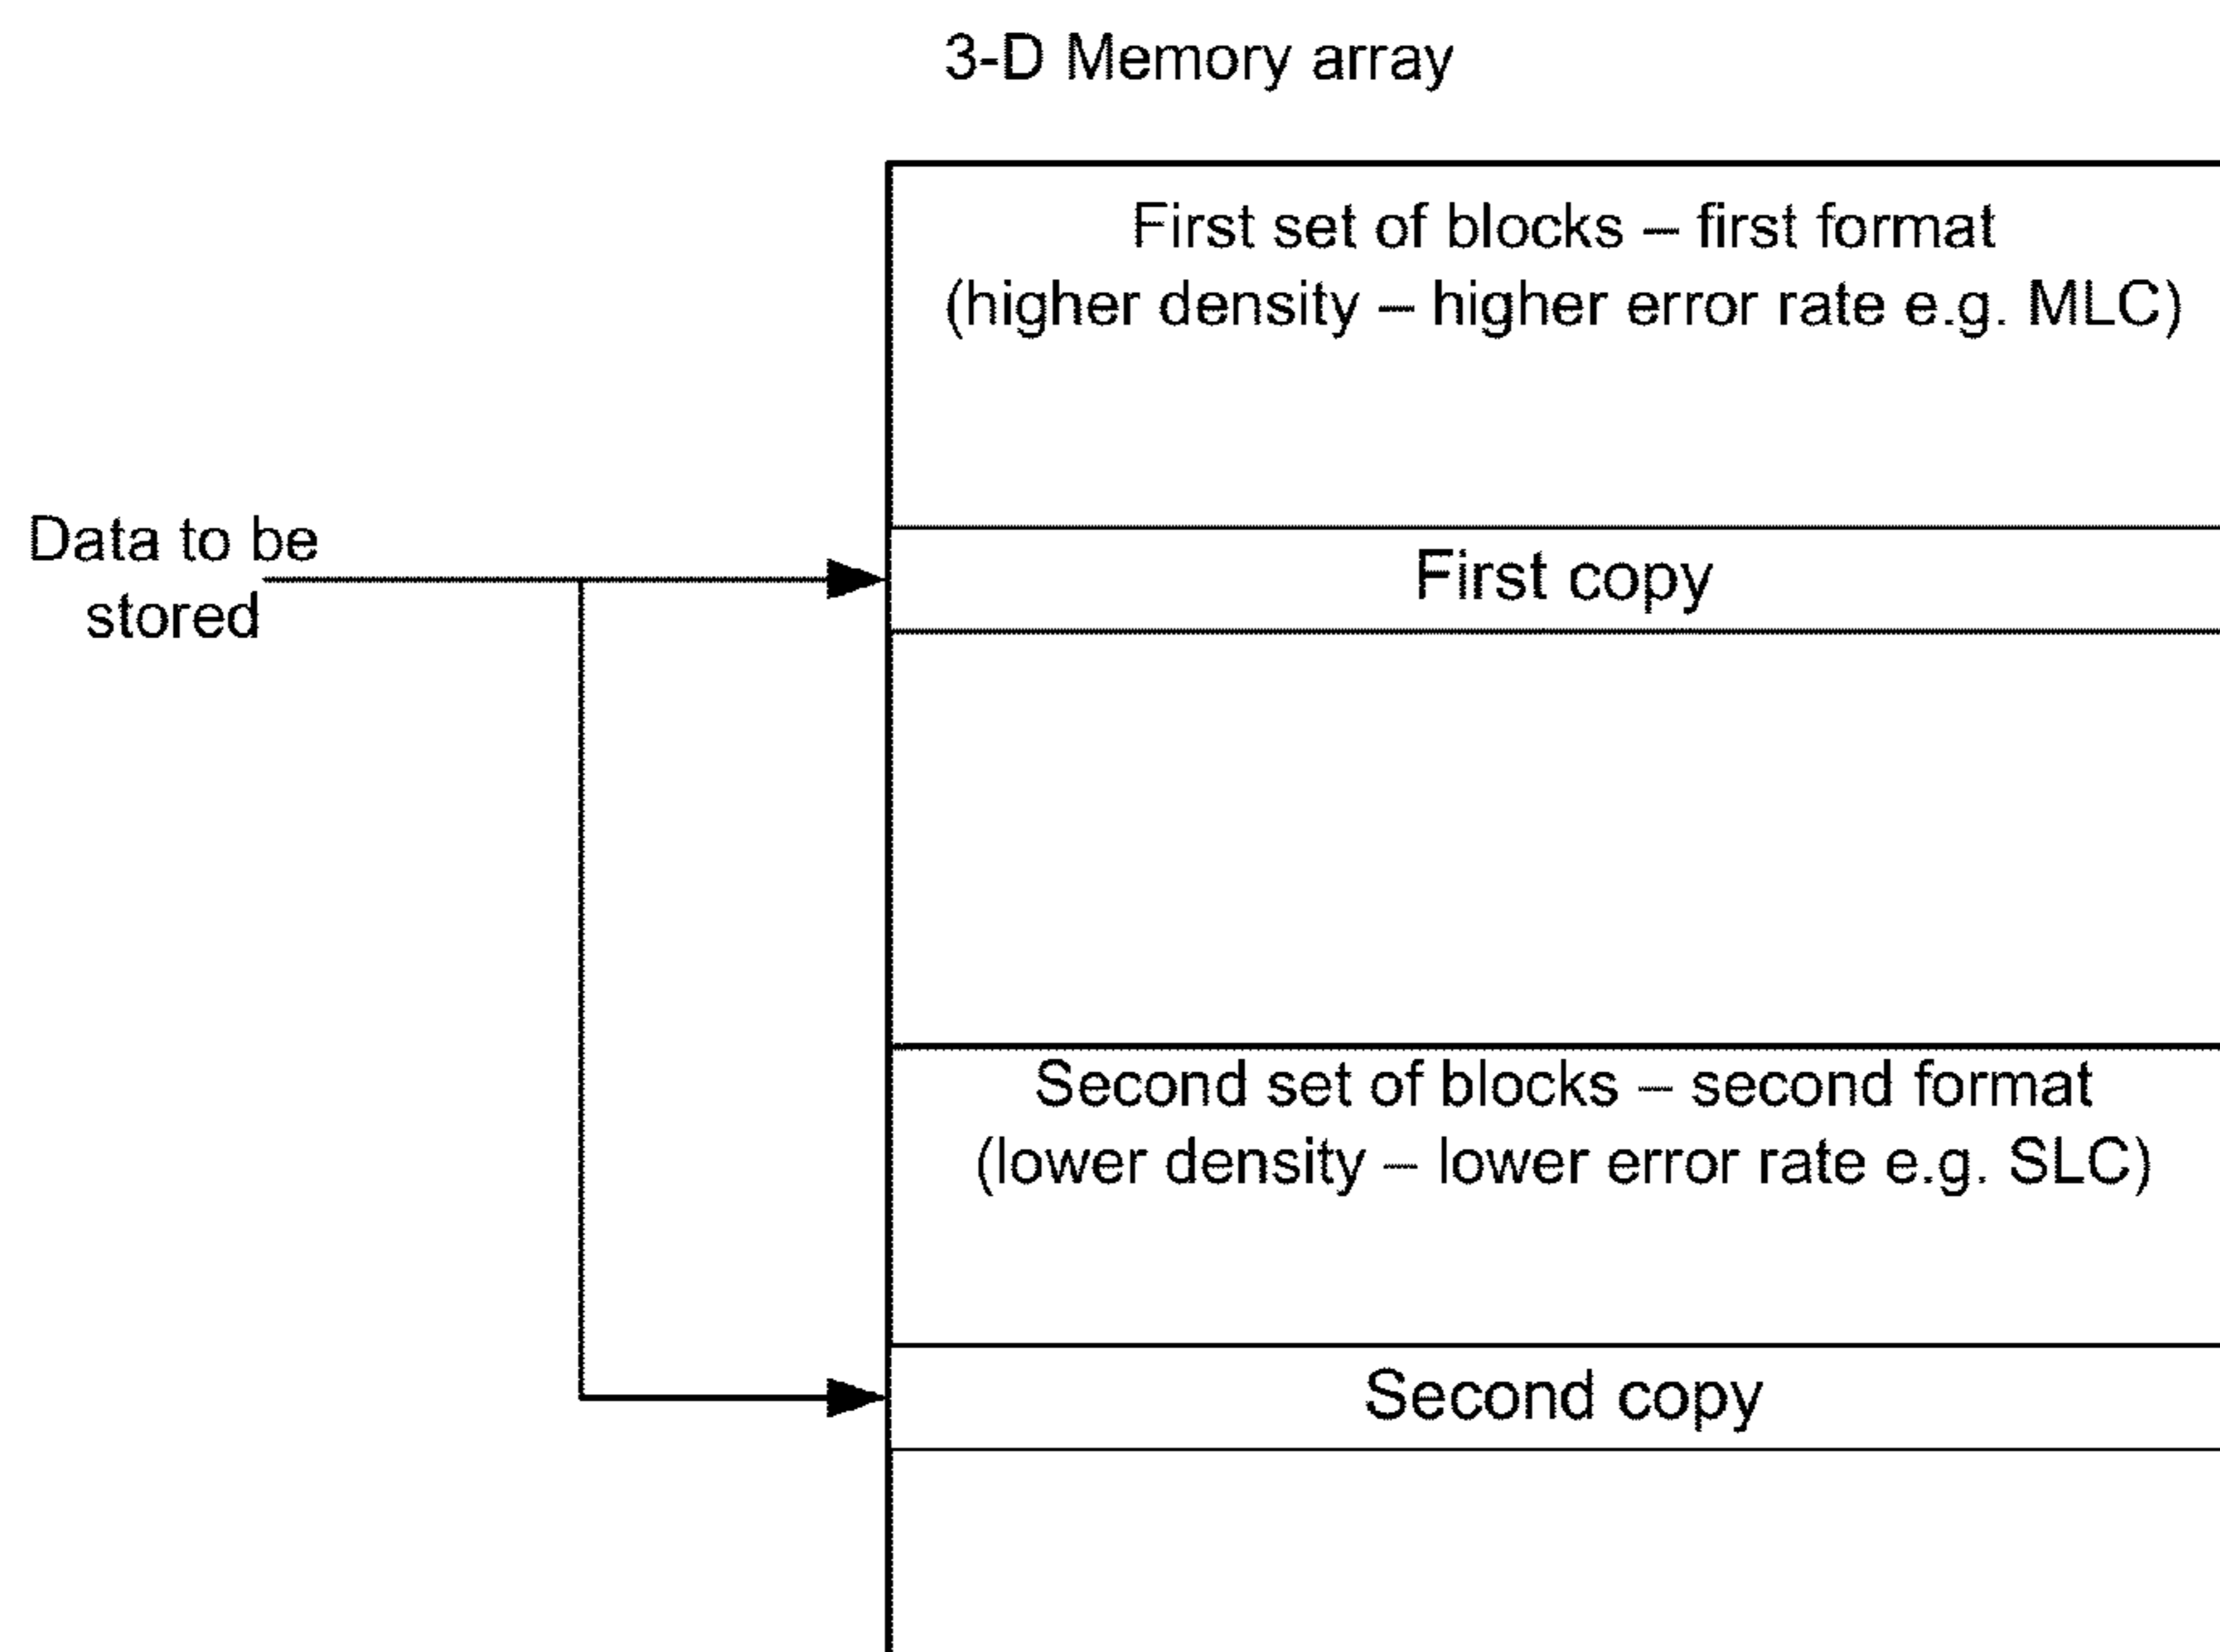 3-D Memory array
First set of blocks – first format
(higher density – higher error rate e.g. MLC)
Data to be
stored
First copy
Second set of blocks – second format
(lower density – lower error rate e.g. SLC)
Second copy